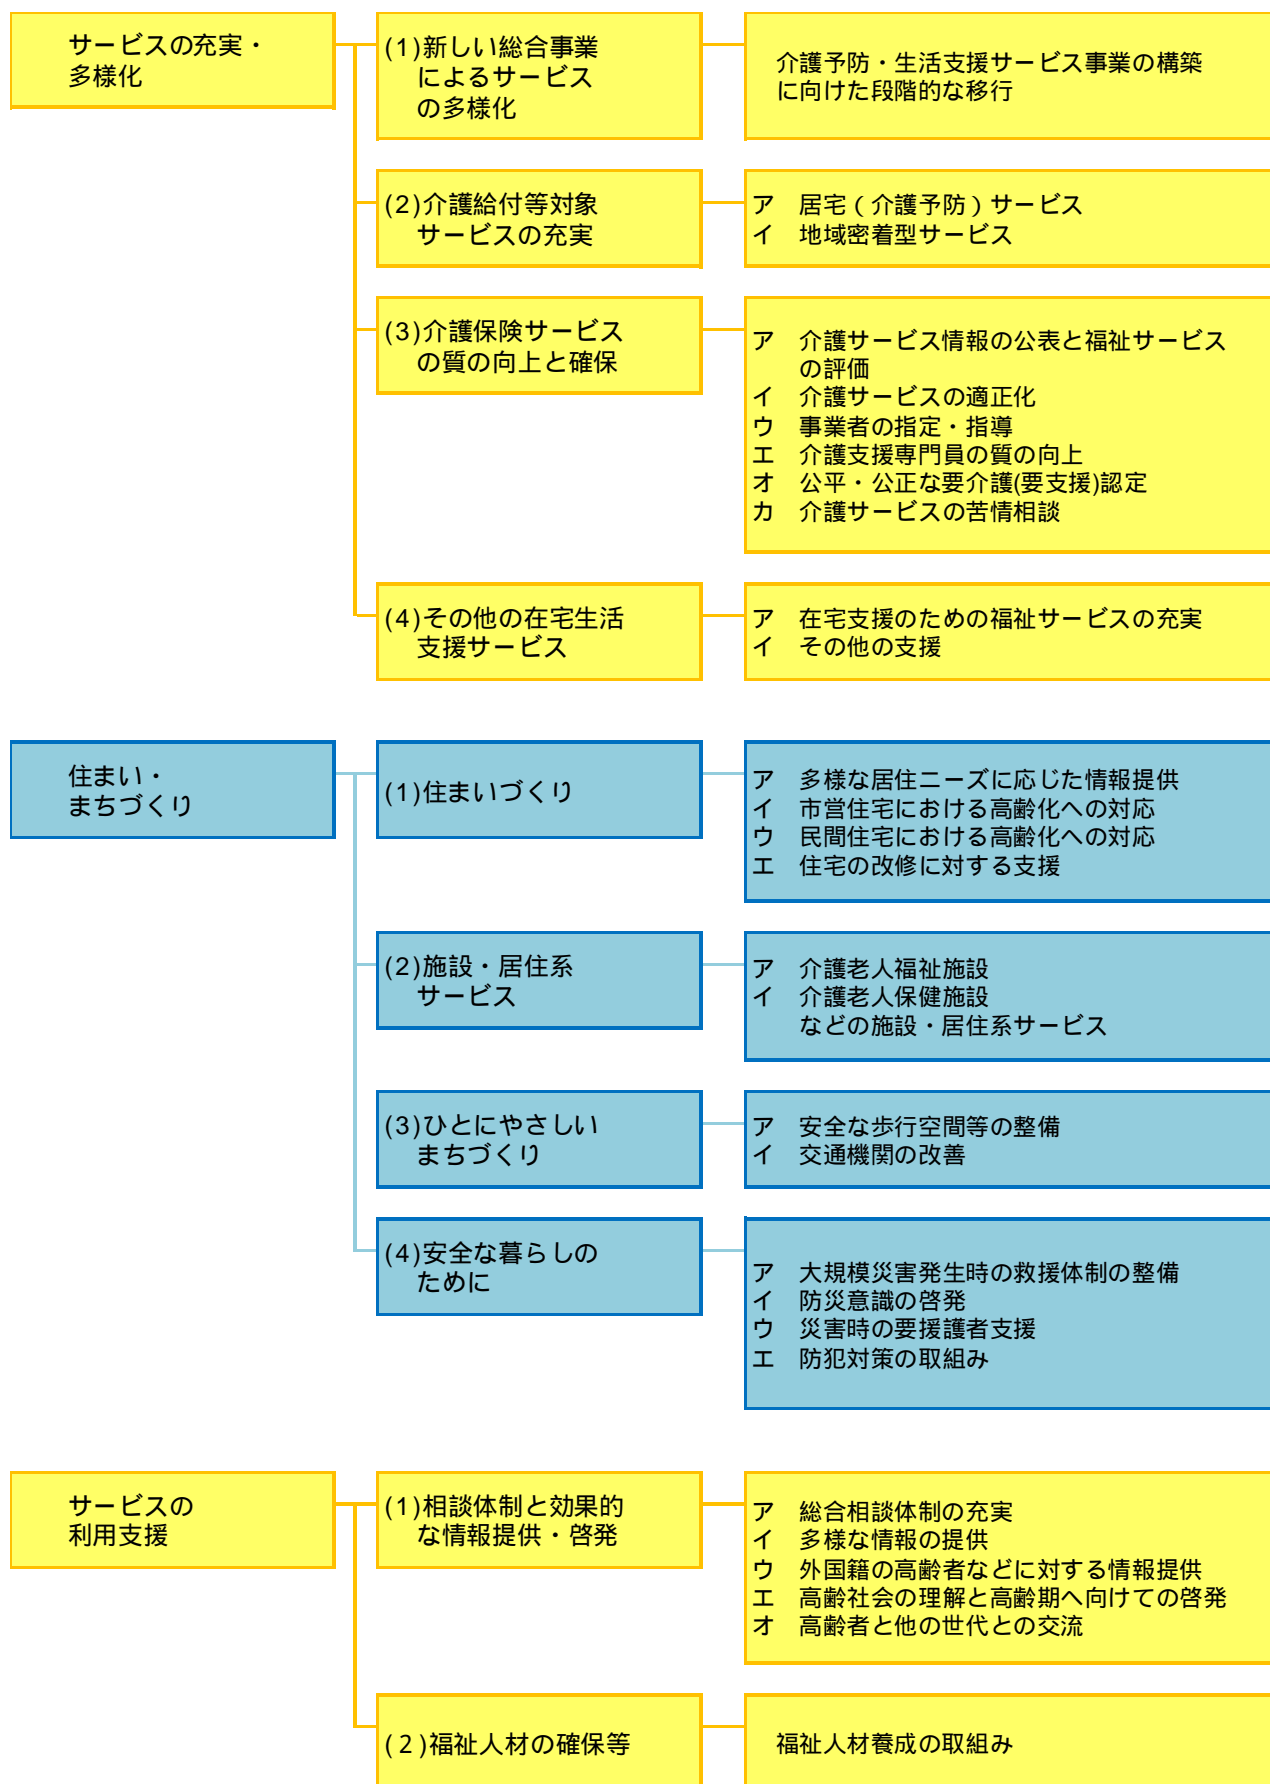 サービスの充実・
多様化
(1)新しい総合事業
によるサービス
の多様化
介護予防・生活支援サービス事業の構築
に向けた段階的な移行
(2)介護給付等対象
サービスの充実
ア　居宅（介護予防）サービス
イ　地域密着型サービス
(3)介護保険サービス
の質の向上と確保
ア　介護サービス情報の公表と福祉サービス
の評価
イ　介護サービスの適正化
ウ　事業者の指定・指導
エ　介護支援専門員の質の向上
オ　公平・公正な要介護(要支援)認定
カ　介護サービスの苦情相談
(4)その他の在宅生活
支援サービス
ア　在宅支援のための福祉サービスの充実
イ　その他の支援
住まい・
まちづくり
(1)住まいづくり
ア　多様な居住ニーズに応じた情報提供
イ　市営住宅における高齢化への対応
ウ　民間住宅における高齢化への対応
エ　住宅の改修に対する支援
(2)施設・居住系
サービス
ア　介護老人福祉施設
イ　介護老人保健施設
などの施設・居住系サービス
(3)ひとにやさしい
まちづくり
ア　安全な歩行空間等の整備
イ　交通機関の改善
(4)安全な暮らしの
ために
ア　大規模災害発生時の救援体制の整備
イ　防災意識の啓発
ウ　災害時の要援護者支援
エ　防犯対策の取組み
サービスの
利用支援
(1)相談体制と効果的
な情報提供・啓発
ア　総合相談体制の充実
イ　多様な情報の提供
ウ　外国籍の高齢者などに対する情報提供
エ　高齢社会の理解と高齢期へ向けての啓発
オ　高齢者と他の世代との交流
(2)福祉人材の確保等
福祉人材養成の取組み